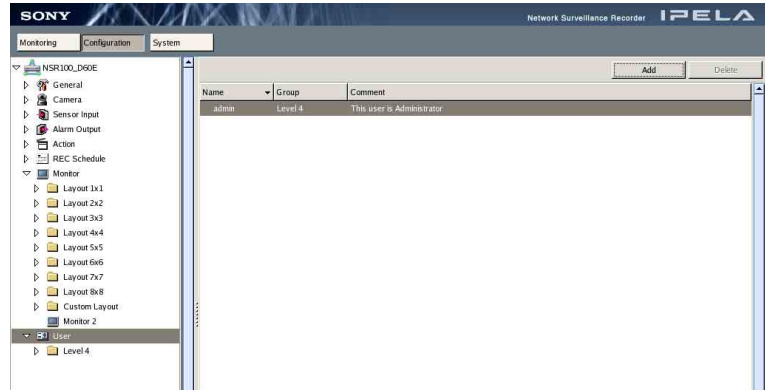 SONY
Network Surveillance Recorder IPELA
Monitoring Configuration System
NSR100_D60E
General
Camera
Sensor Input
Alarm Output
Action
REC Schedule
Monitor
Layout 1x1
Layout 2x2
Layout 3x3
Layout 4x4
Layout 5x5
Layout 6x6
Layout 7x7
Layout 8x8
Custom Layout
Monitor 2
User
Level 4
Add Delete
Name Group Comment
admin Level 4 This user is Administrator